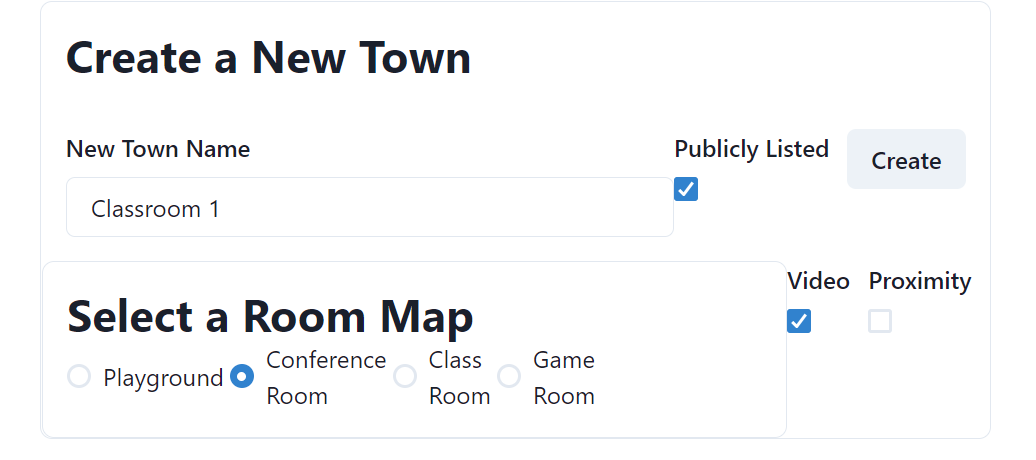 Create a New Town
New Town Name
Publicly Listed
Create
Classroom 1
Select a Room Map
Video
Proximity
Playground
Conference
Room
Class
Room
Game
Room